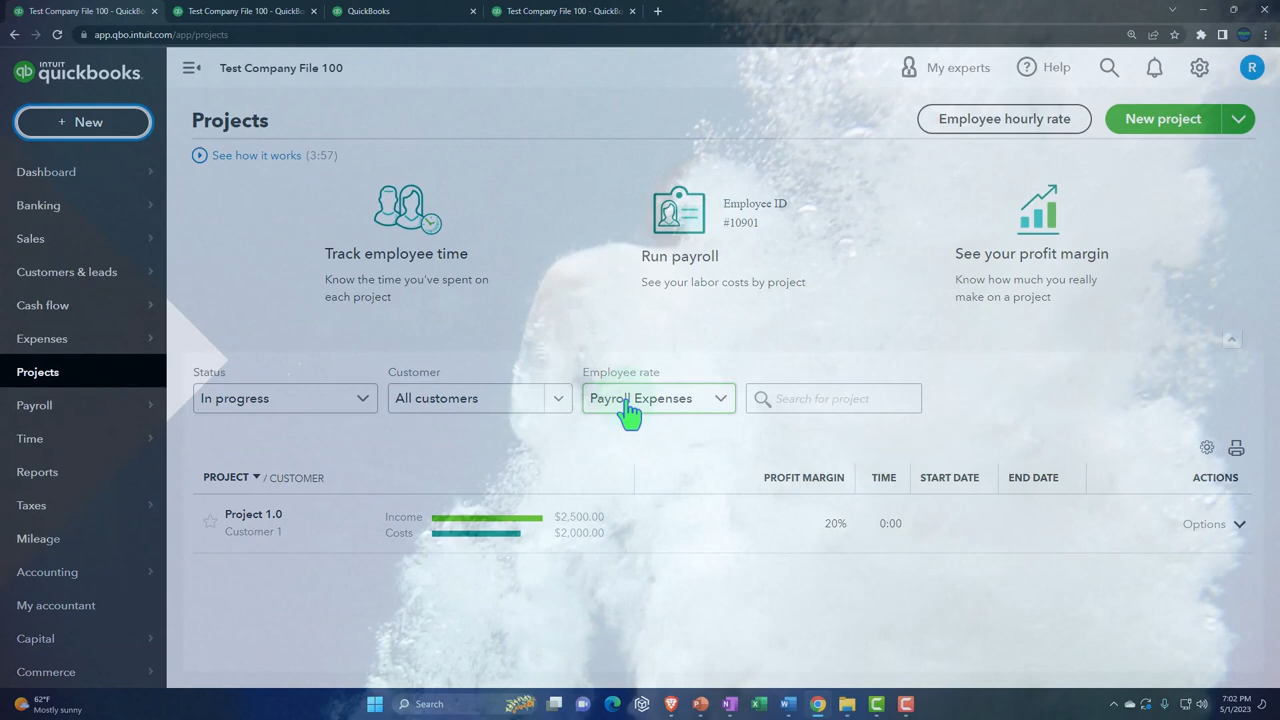 Test Company File 100 - QuickBo
Test Company File 100 - QuickBo
QuickBooks
Test Company File 100 - QuickBo
app.qbo.intuit.com/app/projects
INTUIT
quickbooks.
Test Company File 100
My experts
Help
R
+ New
Dashboard
Banking
Sales
Customers & leads
Cash flow
Expenses
Projects
Payroll
Time
Reports
Taxes
Mileage
Accounting
My accountant
Capital
Commerce
Projects
Employee hourly rate
New project
See how it works (3:57)
Track employee time
Know the time you've spent on
each project
Employee ID
#10901
Run payroll
See your labor costs by project
See your profit margin
Know how much you really
make on a project
Status
Customer
Employee rate
In progress
All customers
Payroll Expenses
Search for project
PROJECT / CUSTOMER
PROFIT MARGIN
TIME
START DATE
END DATE
ACTIONS
Project 1.0
Customer 1
Income
$2,500.00
Costs
$2,000.00
20%
0:00
Options
62°F
Mostly sunny
Search
7:02 PM
5/1/2023